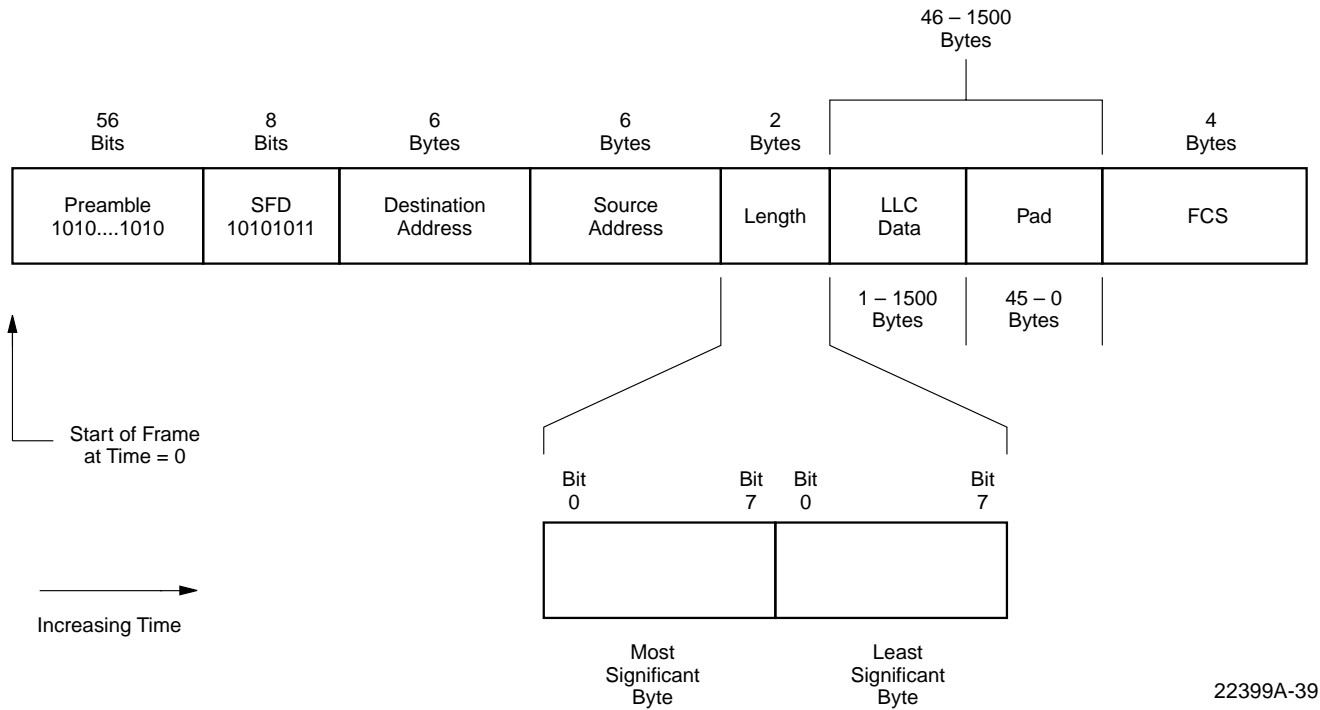 46 – 1500
Bytes
56
Bits
8
Bits
6
Bytes
6
Bytes
2
Bytes
4
Bytes
Preamble
1010....1010
SFD
10101011
Destination
Address
Source
Address
Length
LLC
Data
Pad
FCS
1 – 1500
Bytes
45 – 0
Bytes
Start of Frame
at Time = 0
Bit
0
Bit
7
Bit
0
Bit
7
Increasing Time
Most
Significant
Byte
Least
Significant
Byte
22399A-39